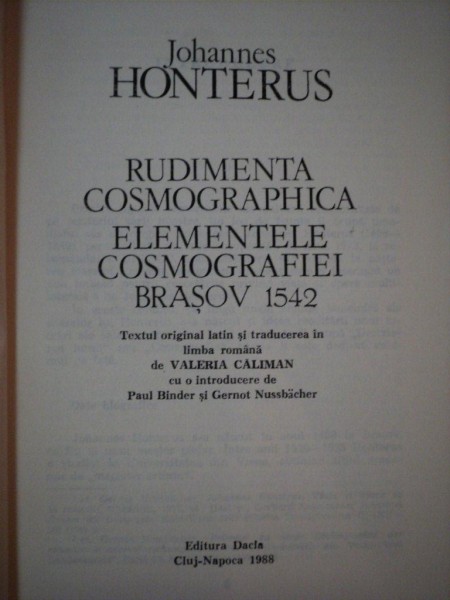 Johannes
HONTERUS
RUDIMENTA
COSMOGRAPHICA
ELEMENTELE
COSMOGRAFIEI
BRAȘOV 1542
Textul original latin și traducerea în
limba română
de VALERIA CĂLIMAN
cu o introducere de
Paul Binder și Gernot Nussbächer
Editura Dacia
Cluj-Napoca 1988